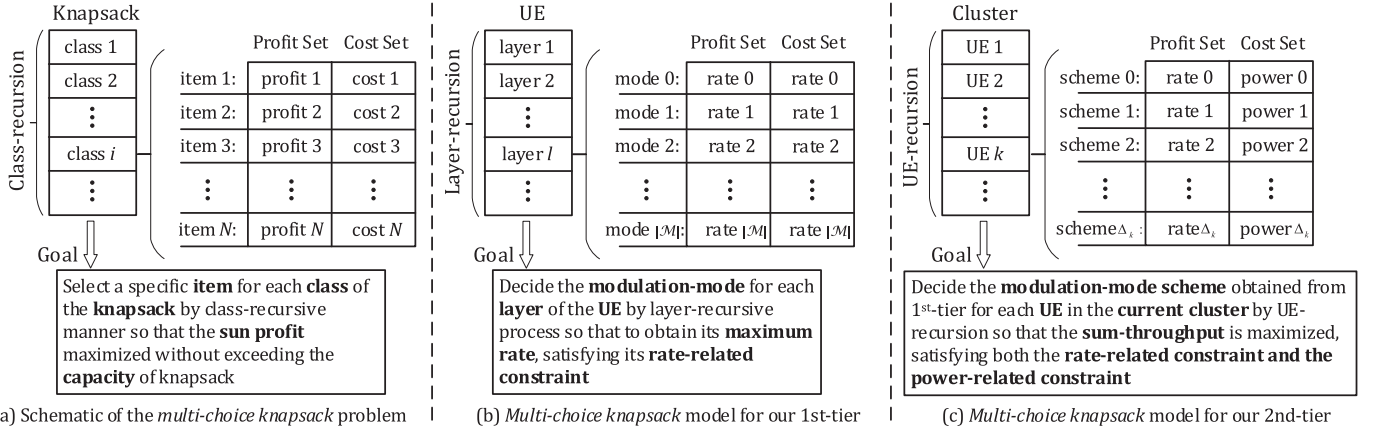 Knapsack
Class-recursion
class 1
class 2
class i
Profit Set Cost Set
item 1: profit 1 cost 1
item 2: profit 2 cost 2
item 3: profit 3 cost 3
item N: profit N cost N
Goal
Select a specific item for each class of
the knapsack by class-recursive
manner so that the sun profit
maximized without exceeding the
capacity of knapsack
a) Schematic of the multi-choice knapsack problem
UE
Layer-recursion
layer 1
layer 2
layer l
Profit Set Cost Set
mode 0: rate 0 rate 0
mode 1: rate 1 rate 1
mode 2: rate 2 rate 2
mode |ℳ|: rate |ℳ| rate |ℳ|
Goal
Decide the modulation-mode for each
layer of the UE by layer-recursive
process so that to obtain its maximum
rate, satisfying its rate-related
constraint
(b) Multi-choice knapsack model for our 1st-tier
Cluster
UE-recursion
UE 1
UE 2
UE k
Profit Set Cost Set
scheme 0: rate 0 power 0
scheme 1: rate 1 power 1
scheme 2: rate 2 power 2
scheme Δk : rate Δk power Δk
Goal
Decide the modulation-mode scheme obtained from
1st-tier for each UE in the current cluster by UE-
recursion so that the sum-throughput is maximized,
satisfying both the rate-related constraint and the
power-related constraint
(c) Multi-choice knapsack model for our 2nd-tier